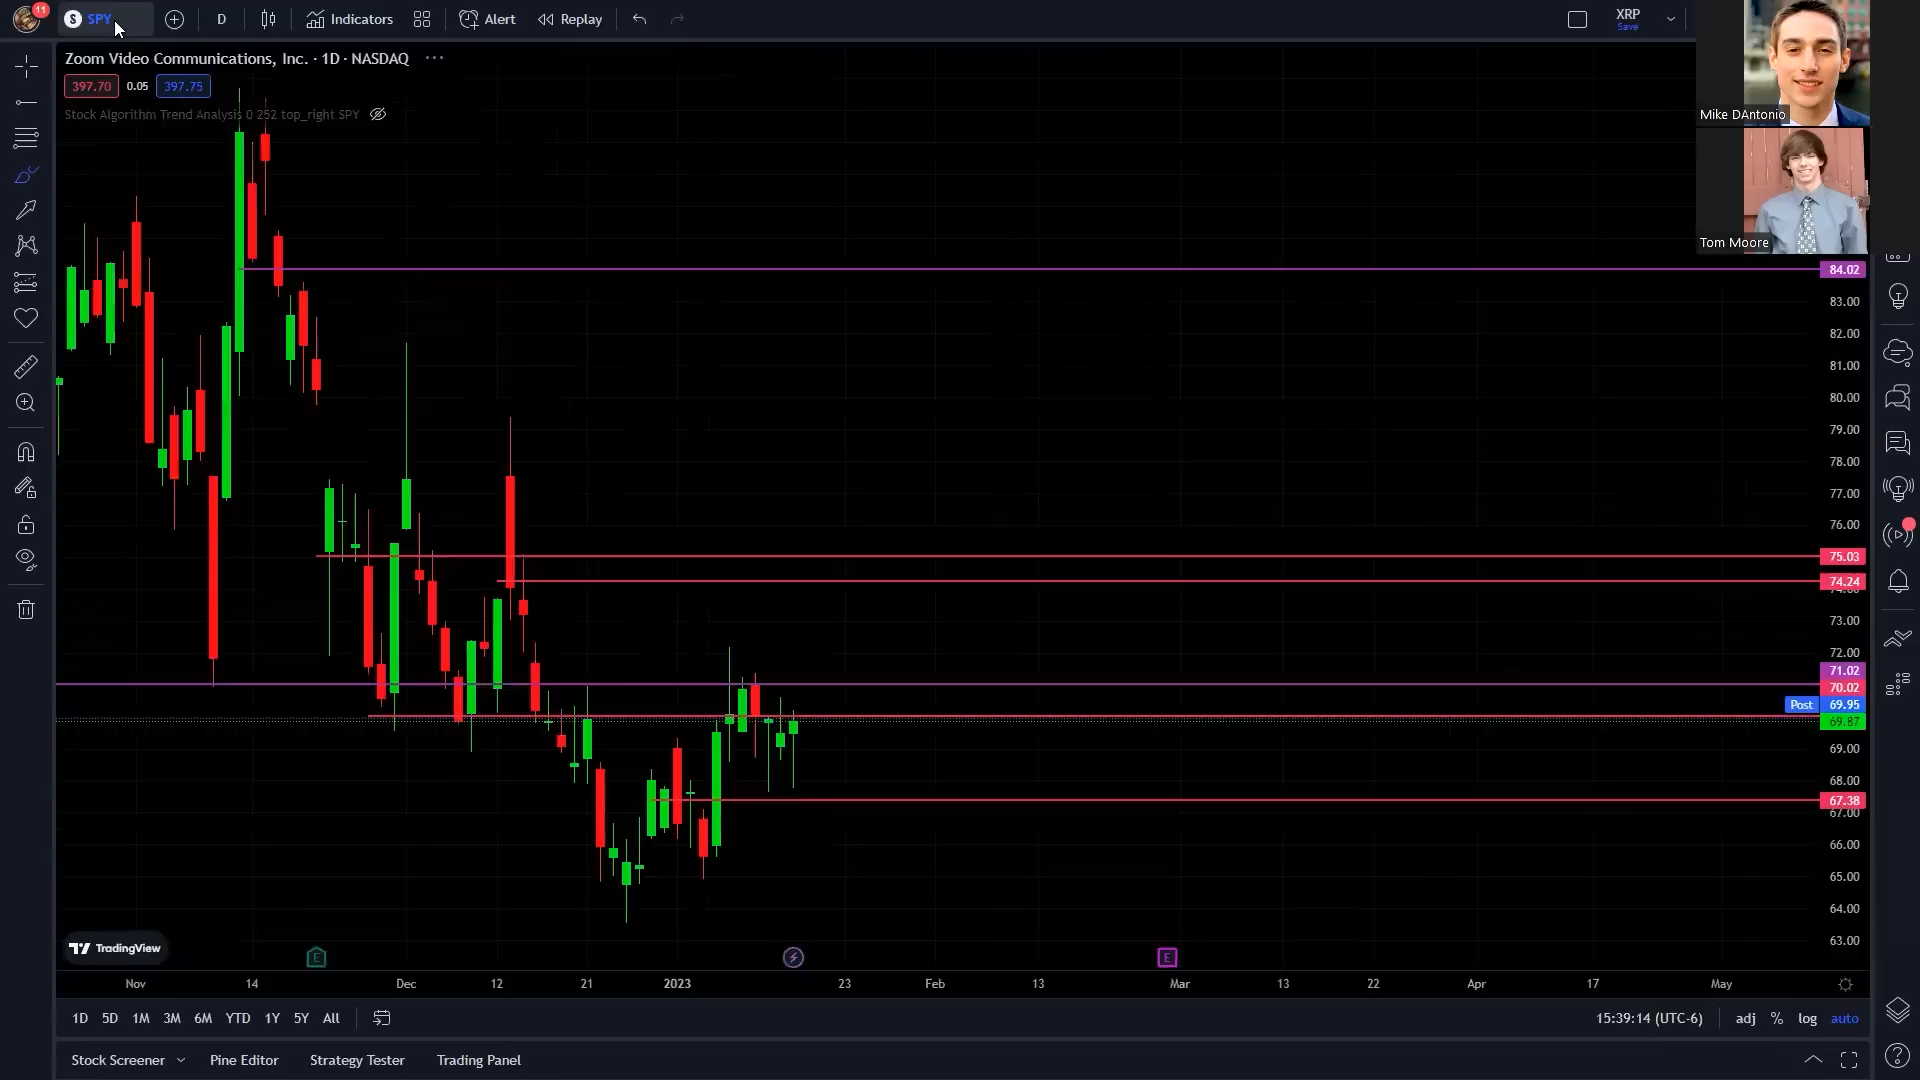 11
S SPY
D
Indicators
Alert
Replay
XRP
Save
Zoom Video Communications, Inc. · 1D · NASDAQ
397.70 0.05 397.75
Stock Algorithm Trend Analysis 0 252 top_right SPY
Mike DAntonio
Tom Moore
84.02
83.00
82.00
81.00
80.00
79.00
78.00
77.00
76.00
75.03
74.24
74.00
73.00
72.00
71.02
70.02
Post 69.95
69.87
69.00
68.00
67.38
67.00
66.00
65.00
64.00
63.00
TradingView
E
E
Nov 14 Dec 12 21 2023 23 Feb 13 Mar 13 22 Apr 17 May
1D 5D 1M 3M 6M YTD 1Y 5Y All
15:39:14 (UTC-6) adj % log auto
Stock Screener Pine Editor Strategy Tester Trading Panel